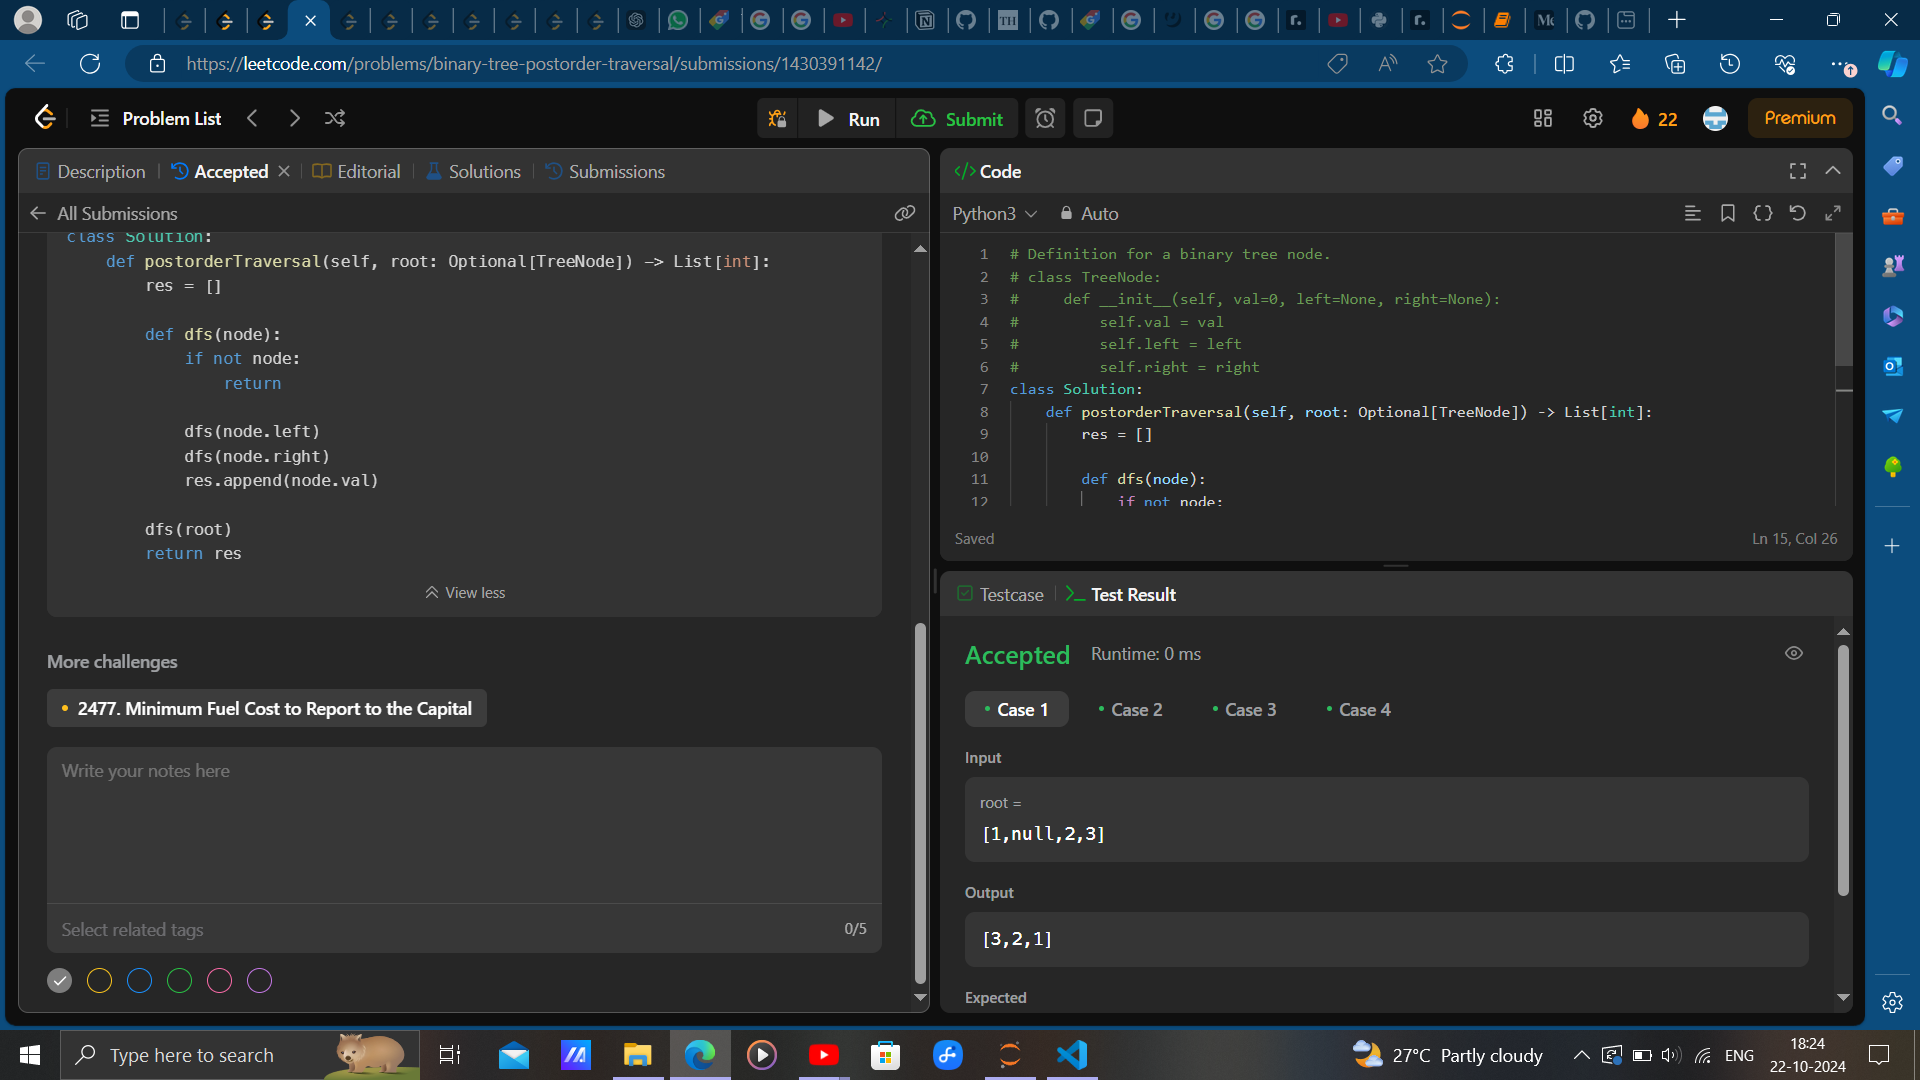 https://leetcode.com/problems/binary-tree-postorder-traversal/submissions/1430391142/
Problem List
Run
Submit
22
Premium
Description
Accepted
Editorial
Solutions
Submissions
All Submissions
class Solution:
    def postorderTraversal(self, root: Optional[TreeNode]) -> List[int]:
        res = []
        def dfs(node):
            if not node:
                return
            dfs(node.left)
            dfs(node.right)
            res.append(node.val)
        dfs(root)
        return res
View less
More challenges
2477. Minimum Fuel Cost to Report to the Capital
Write your notes here
Select related tags
0/5
</> Code
Python3
Auto
1 # Definition for a binary tree node.
2 # class TreeNode:
3 #     def __init__(self, val=0, left=None, right=None):
4 #         self.val = val
5 #         self.left = left
6 #         self.right = right
7 class Solution:
8     def postorderTraversal(self, root: Optional[TreeNode]) -> List[int]:
9         res = []
10
11         def dfs(node):
12             if not node:
Saved
Ln 15, Col 26
Testcase
Test Result
Accepted
Runtime: 0 ms
Case 1
Case 2
Case 3
Case 4
Input
root =
[1,null,2,3]
Output
[3,2,1]
Expected
Type here to search
27°C Partly cloudy
ENG
18:24
22-10-2024